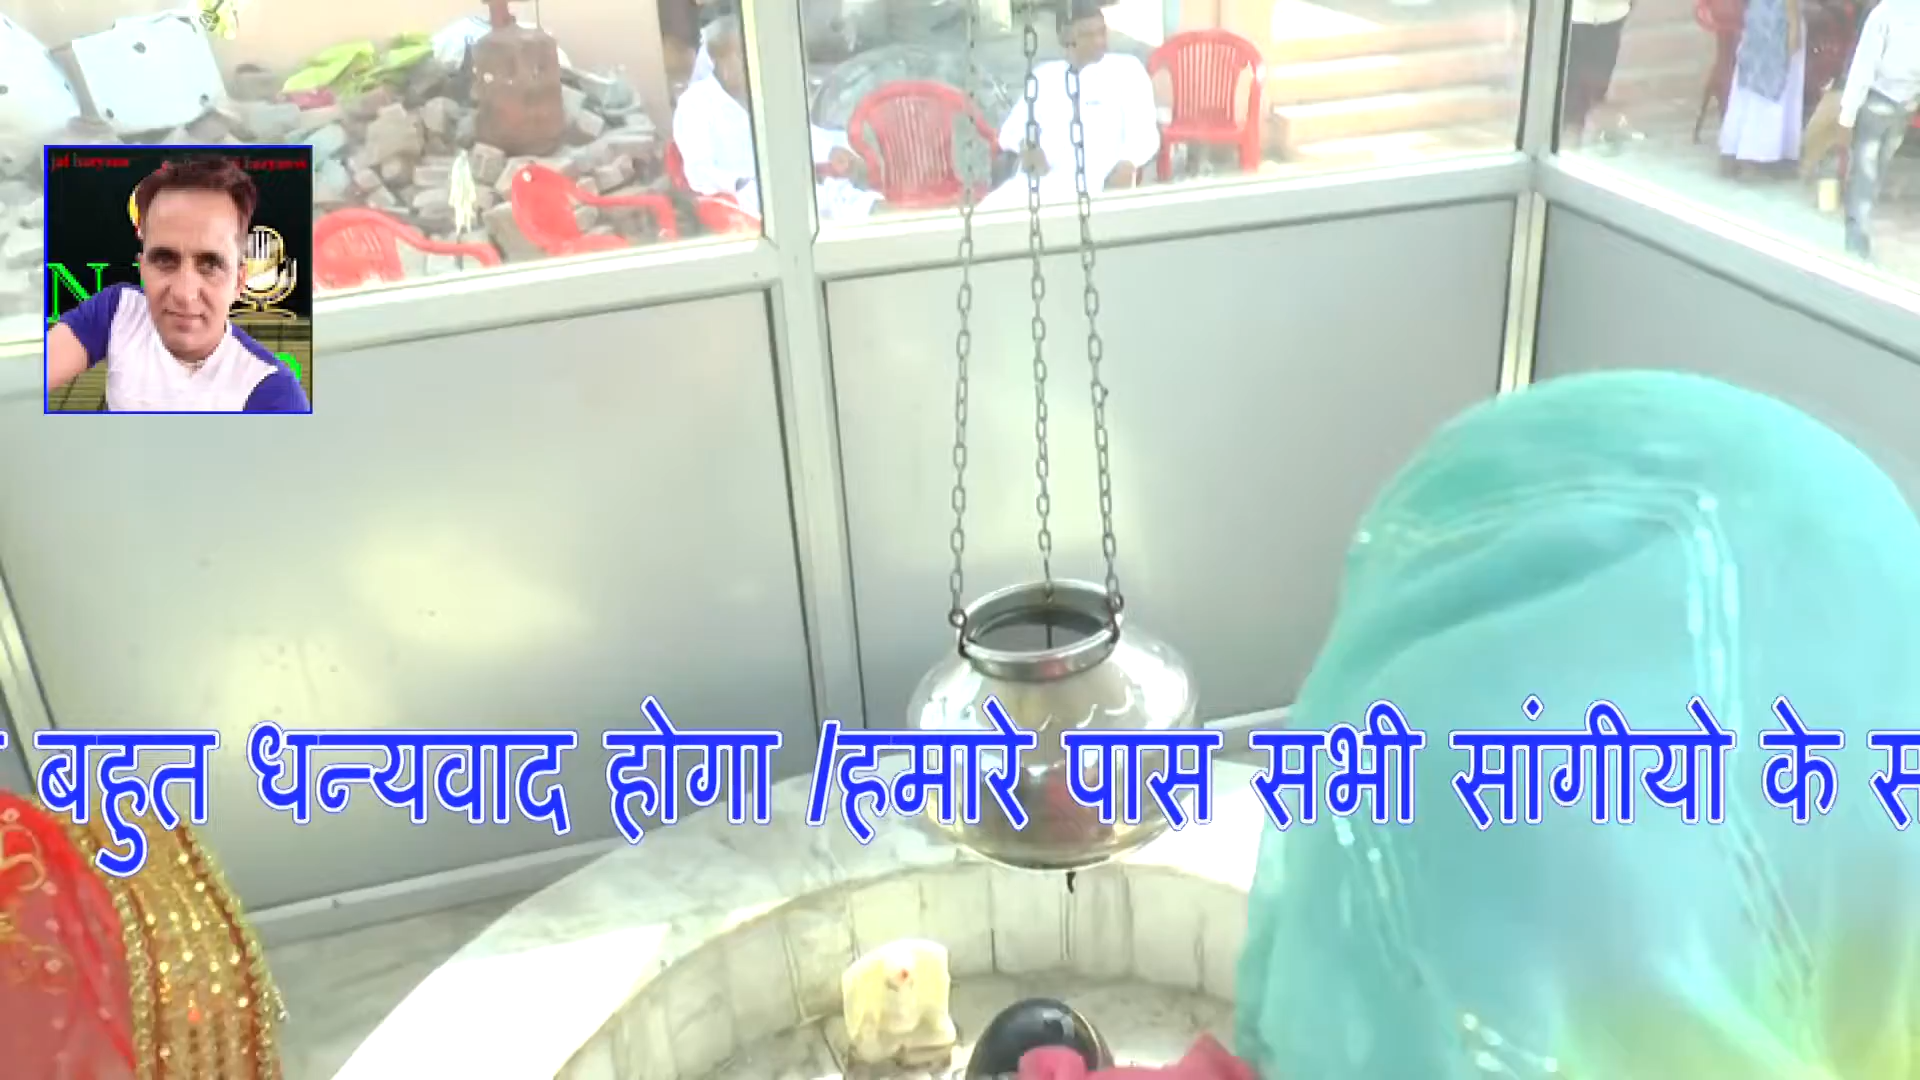 बहुत धन्यवाद होगा /हमारे पास सभी सांगीयो के